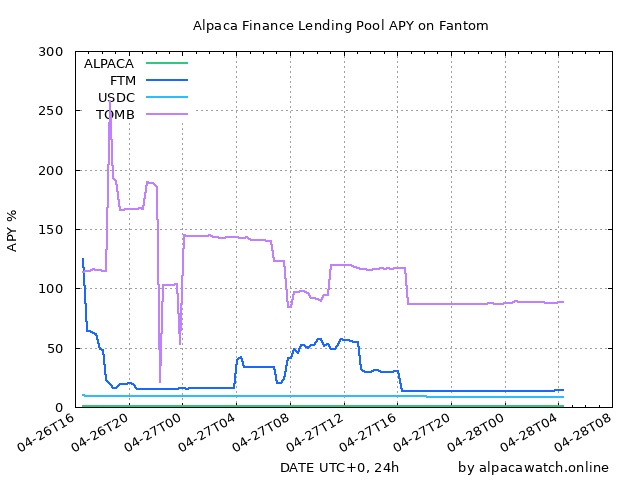 Alpaca Finance Lending Pool APY on Fantom
300
250
200
150
100
50
0
APY %
ALPACA
FTM
USDC
TOMB
04-26T16
04-26T20
04-27T00
04-27T04
04-27T08
04-27T12
04-27T16
04-27T20
04-28T00
04-28T04
04-28T08
DATE UTC+0, 24h
by alpacawatch.online